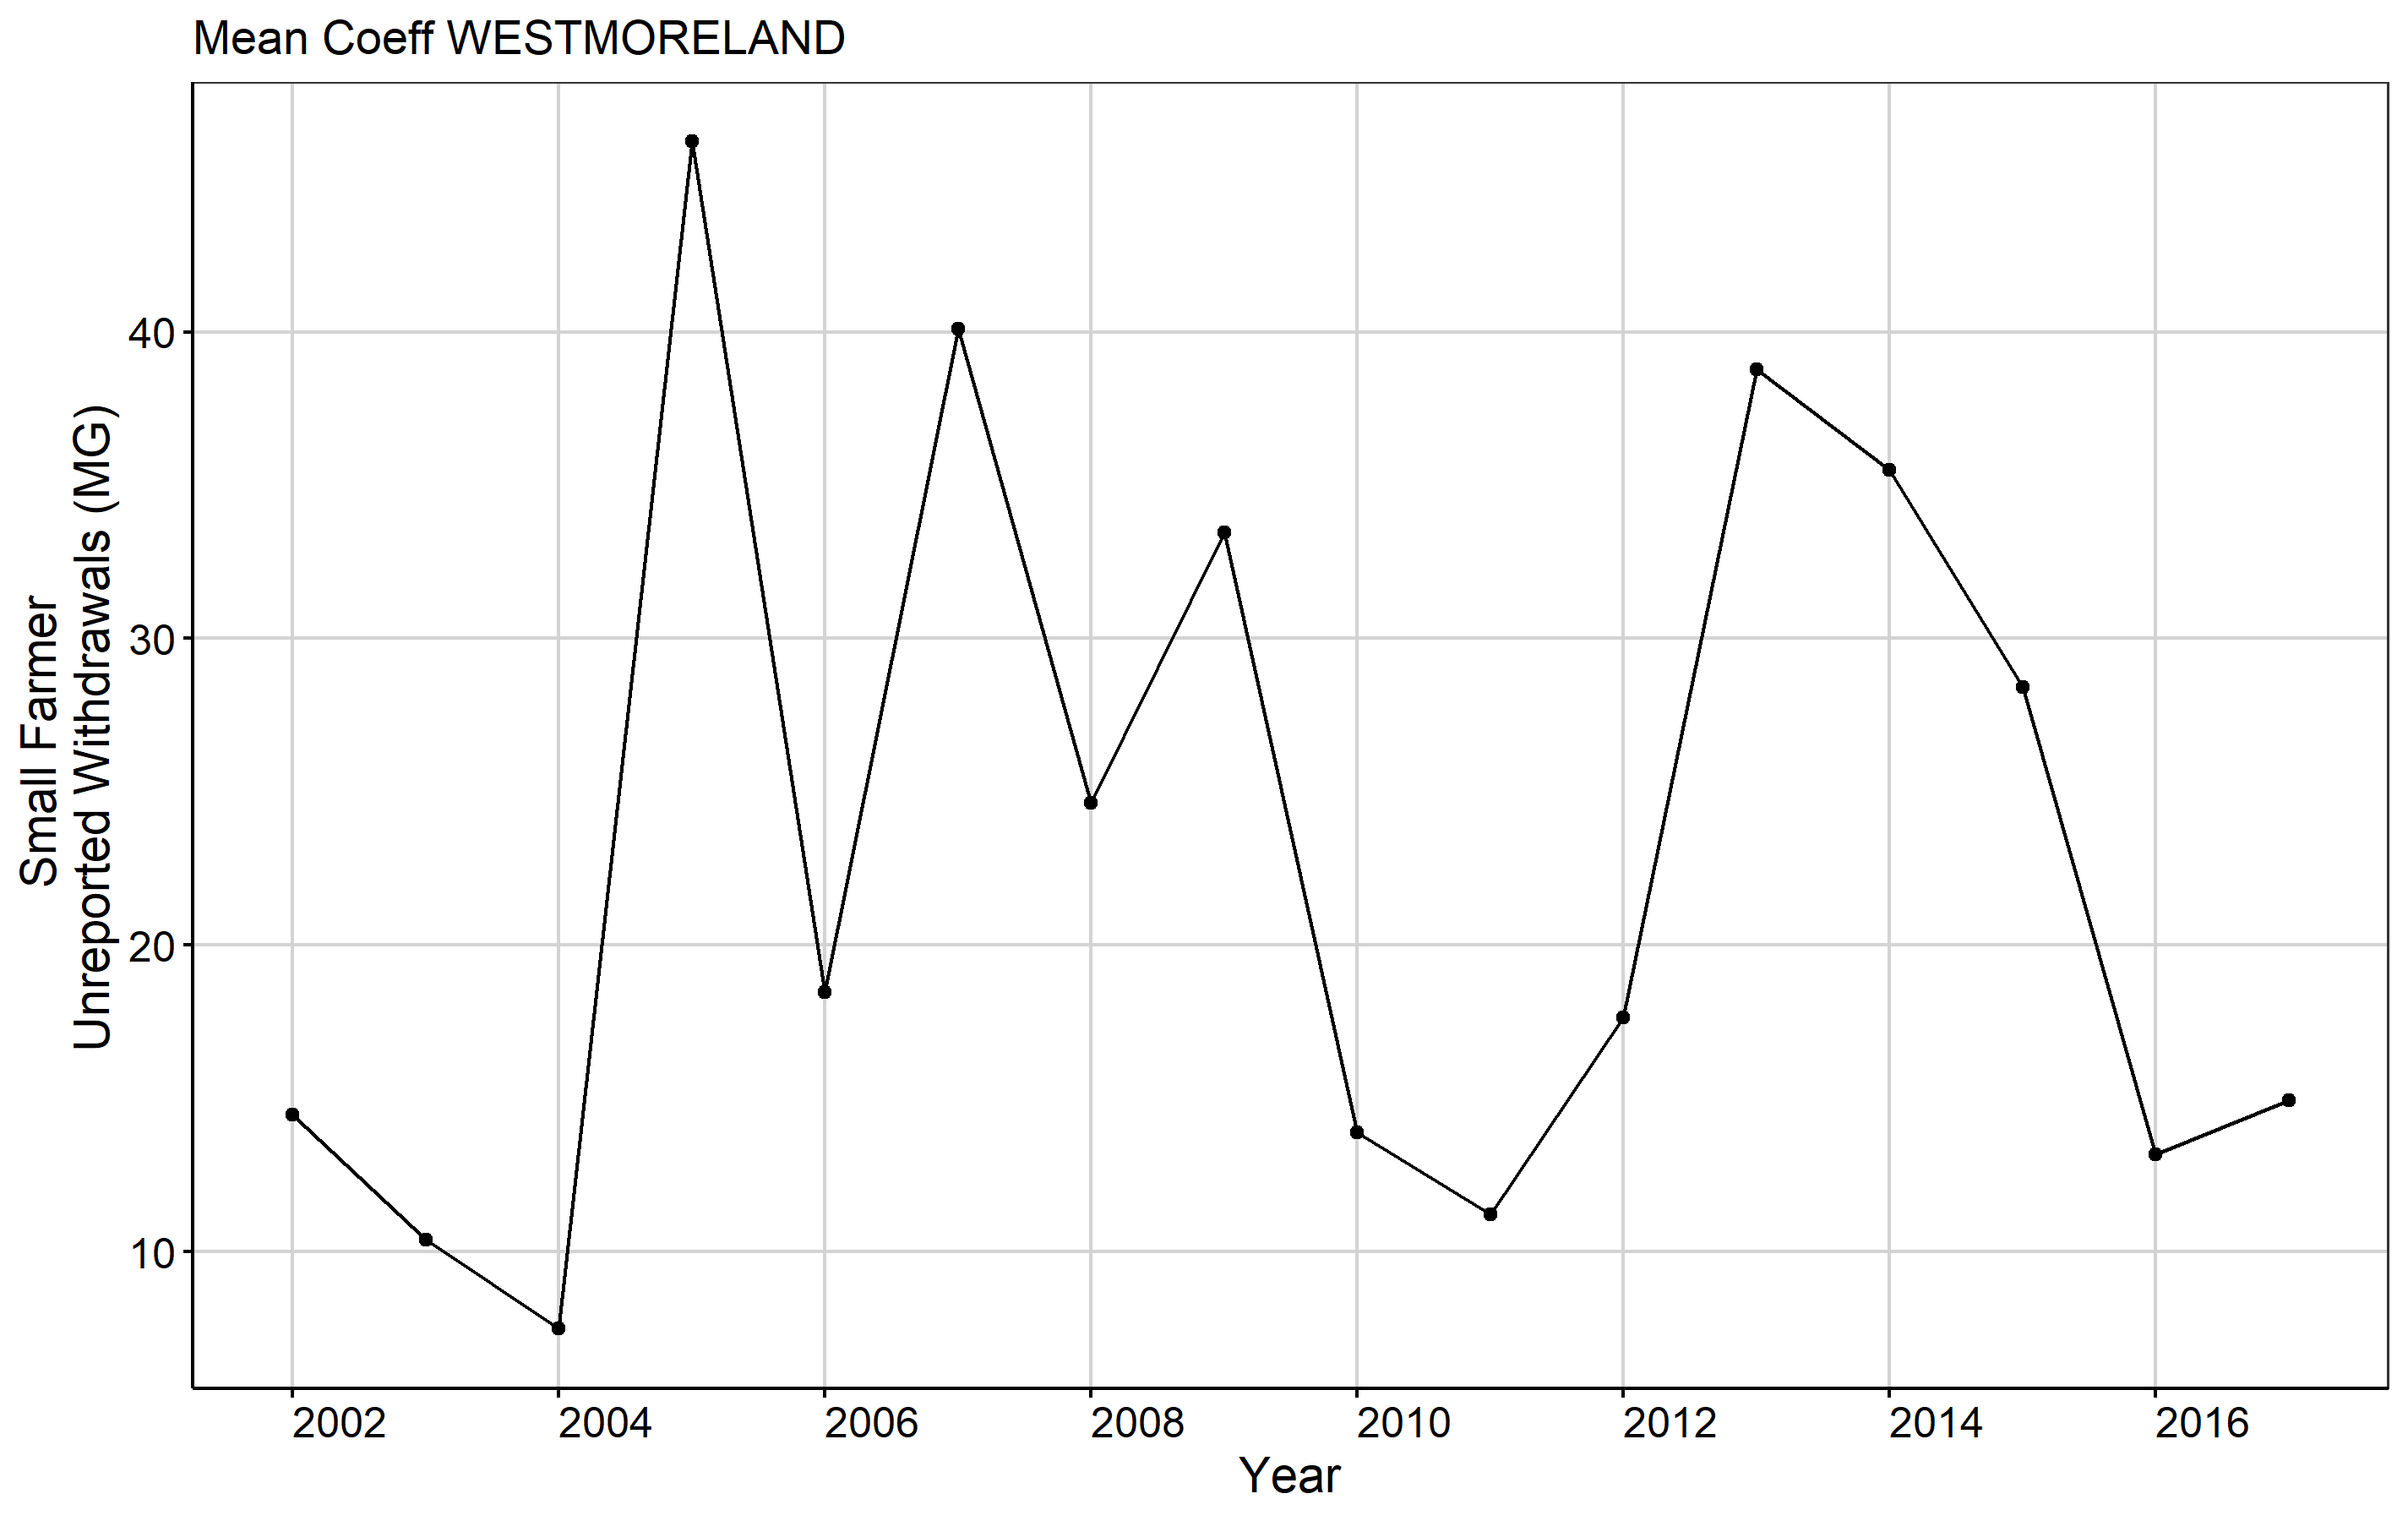 Mean Coeff WESTMORELAND
Small Farmer
Unreported Withdrawals (MG)
40
30
20
10
2002 2004 2006 2008 2010 2012 2014 2016
Year